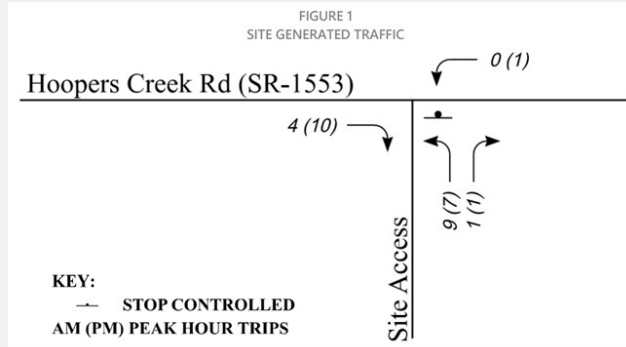 FIGURE 1
SITE GENERATED TRAFFIC
0 (1)
Hoopers Creek Rd (SR-1553)
4 (10)
9 (7)
1 (1)
Site Access
KEY:
STOP CONTROLLED
AM (PM) PEAK HOUR TRIPS